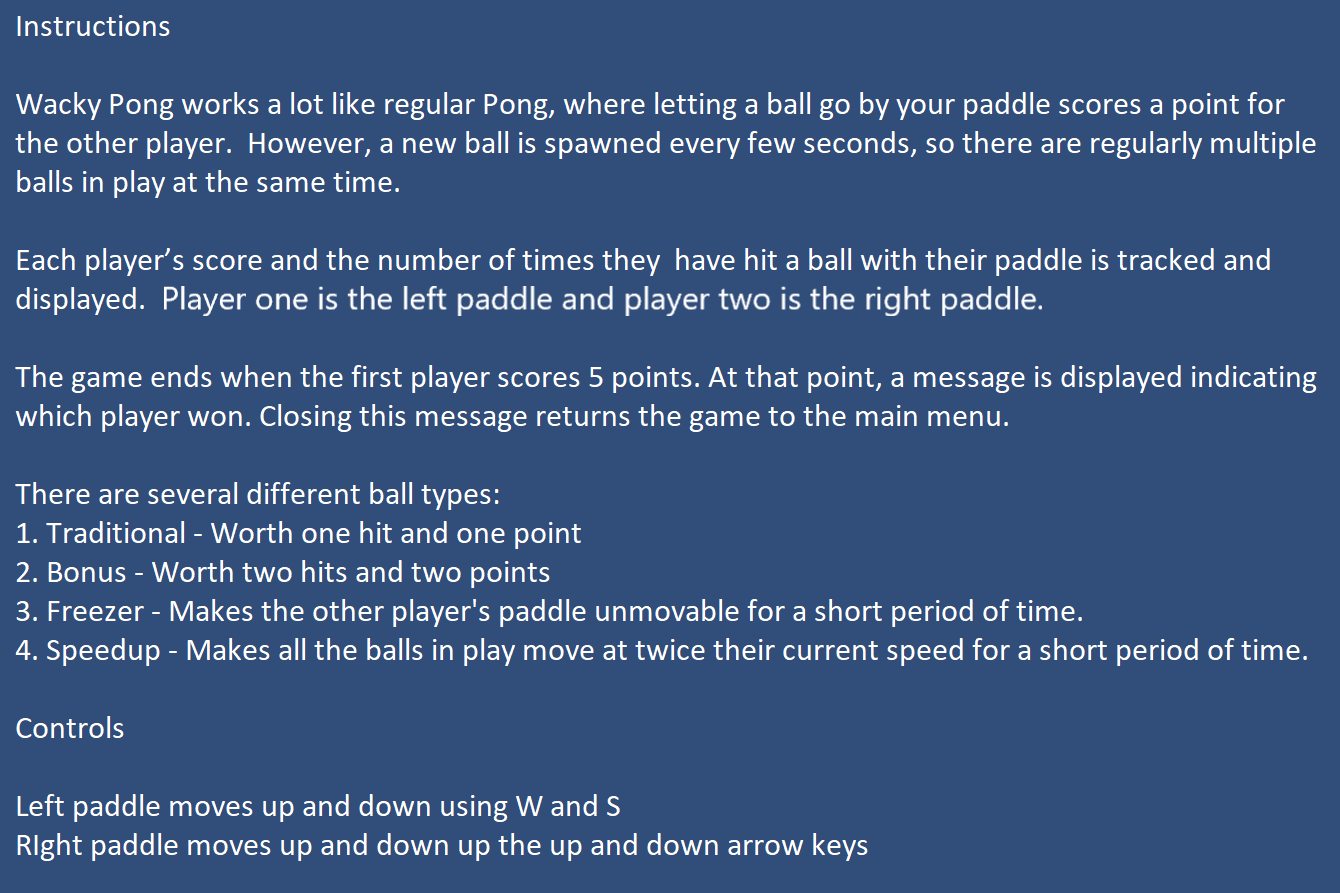 Instructions
Wacky Pong works a lot like regular Pong, where letting a ball go by your paddle scores a point for
the other player.  However, a new ball is spawned every few seconds, so there are regularly multiple
balls in play at the same time.
Each player’s score and the number of times they  have hit a ball with their paddle is tracked and
displayed.  Player one is the left paddle and player two is the right paddle.
The game ends when the first player scores 5 points. At that point, a message is displayed indicating
which player won. Closing this message returns the game to the main menu.
There are several different ball types:
1. Traditional - Worth one hit and one point
2. Bonus - Worth two hits and two points
3. Freezer - Makes the other player's paddle unmovable for a short period of time.
4. Speedup - Makes all the balls in play move at twice their current speed for a short period of time.
Controls
Left paddle moves up and down using W and S
RIght paddle moves up and down up the up and down arrow keys